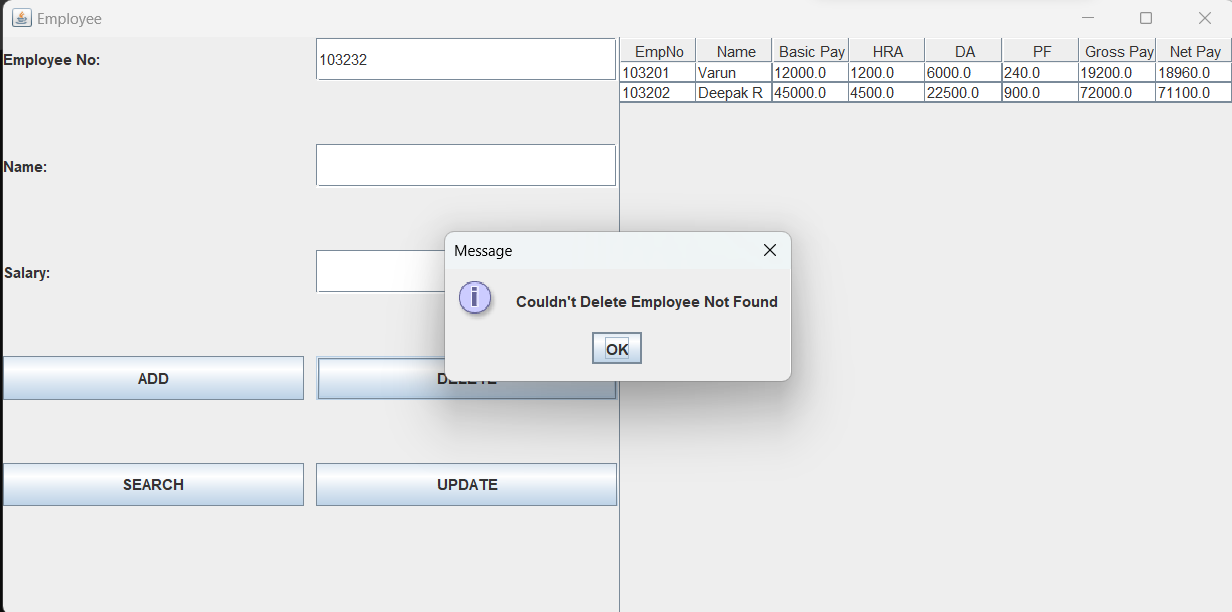 Employee
Employee No:
103232
EmpNo Name Basic Pay HRA DA PF Gross Pay Net Pay
103201 Varun 12000.0 1200.0 6000.0 240.0 19200.0 18960.0
103202 Deepak R 45000.0 4500.0 22500.0 900.0 72000.0 71100.0
Name:
Salary:
Message
Couldn't Delete Employee Not Found
OK
ADD
DELETE
SEARCH
UPDATE